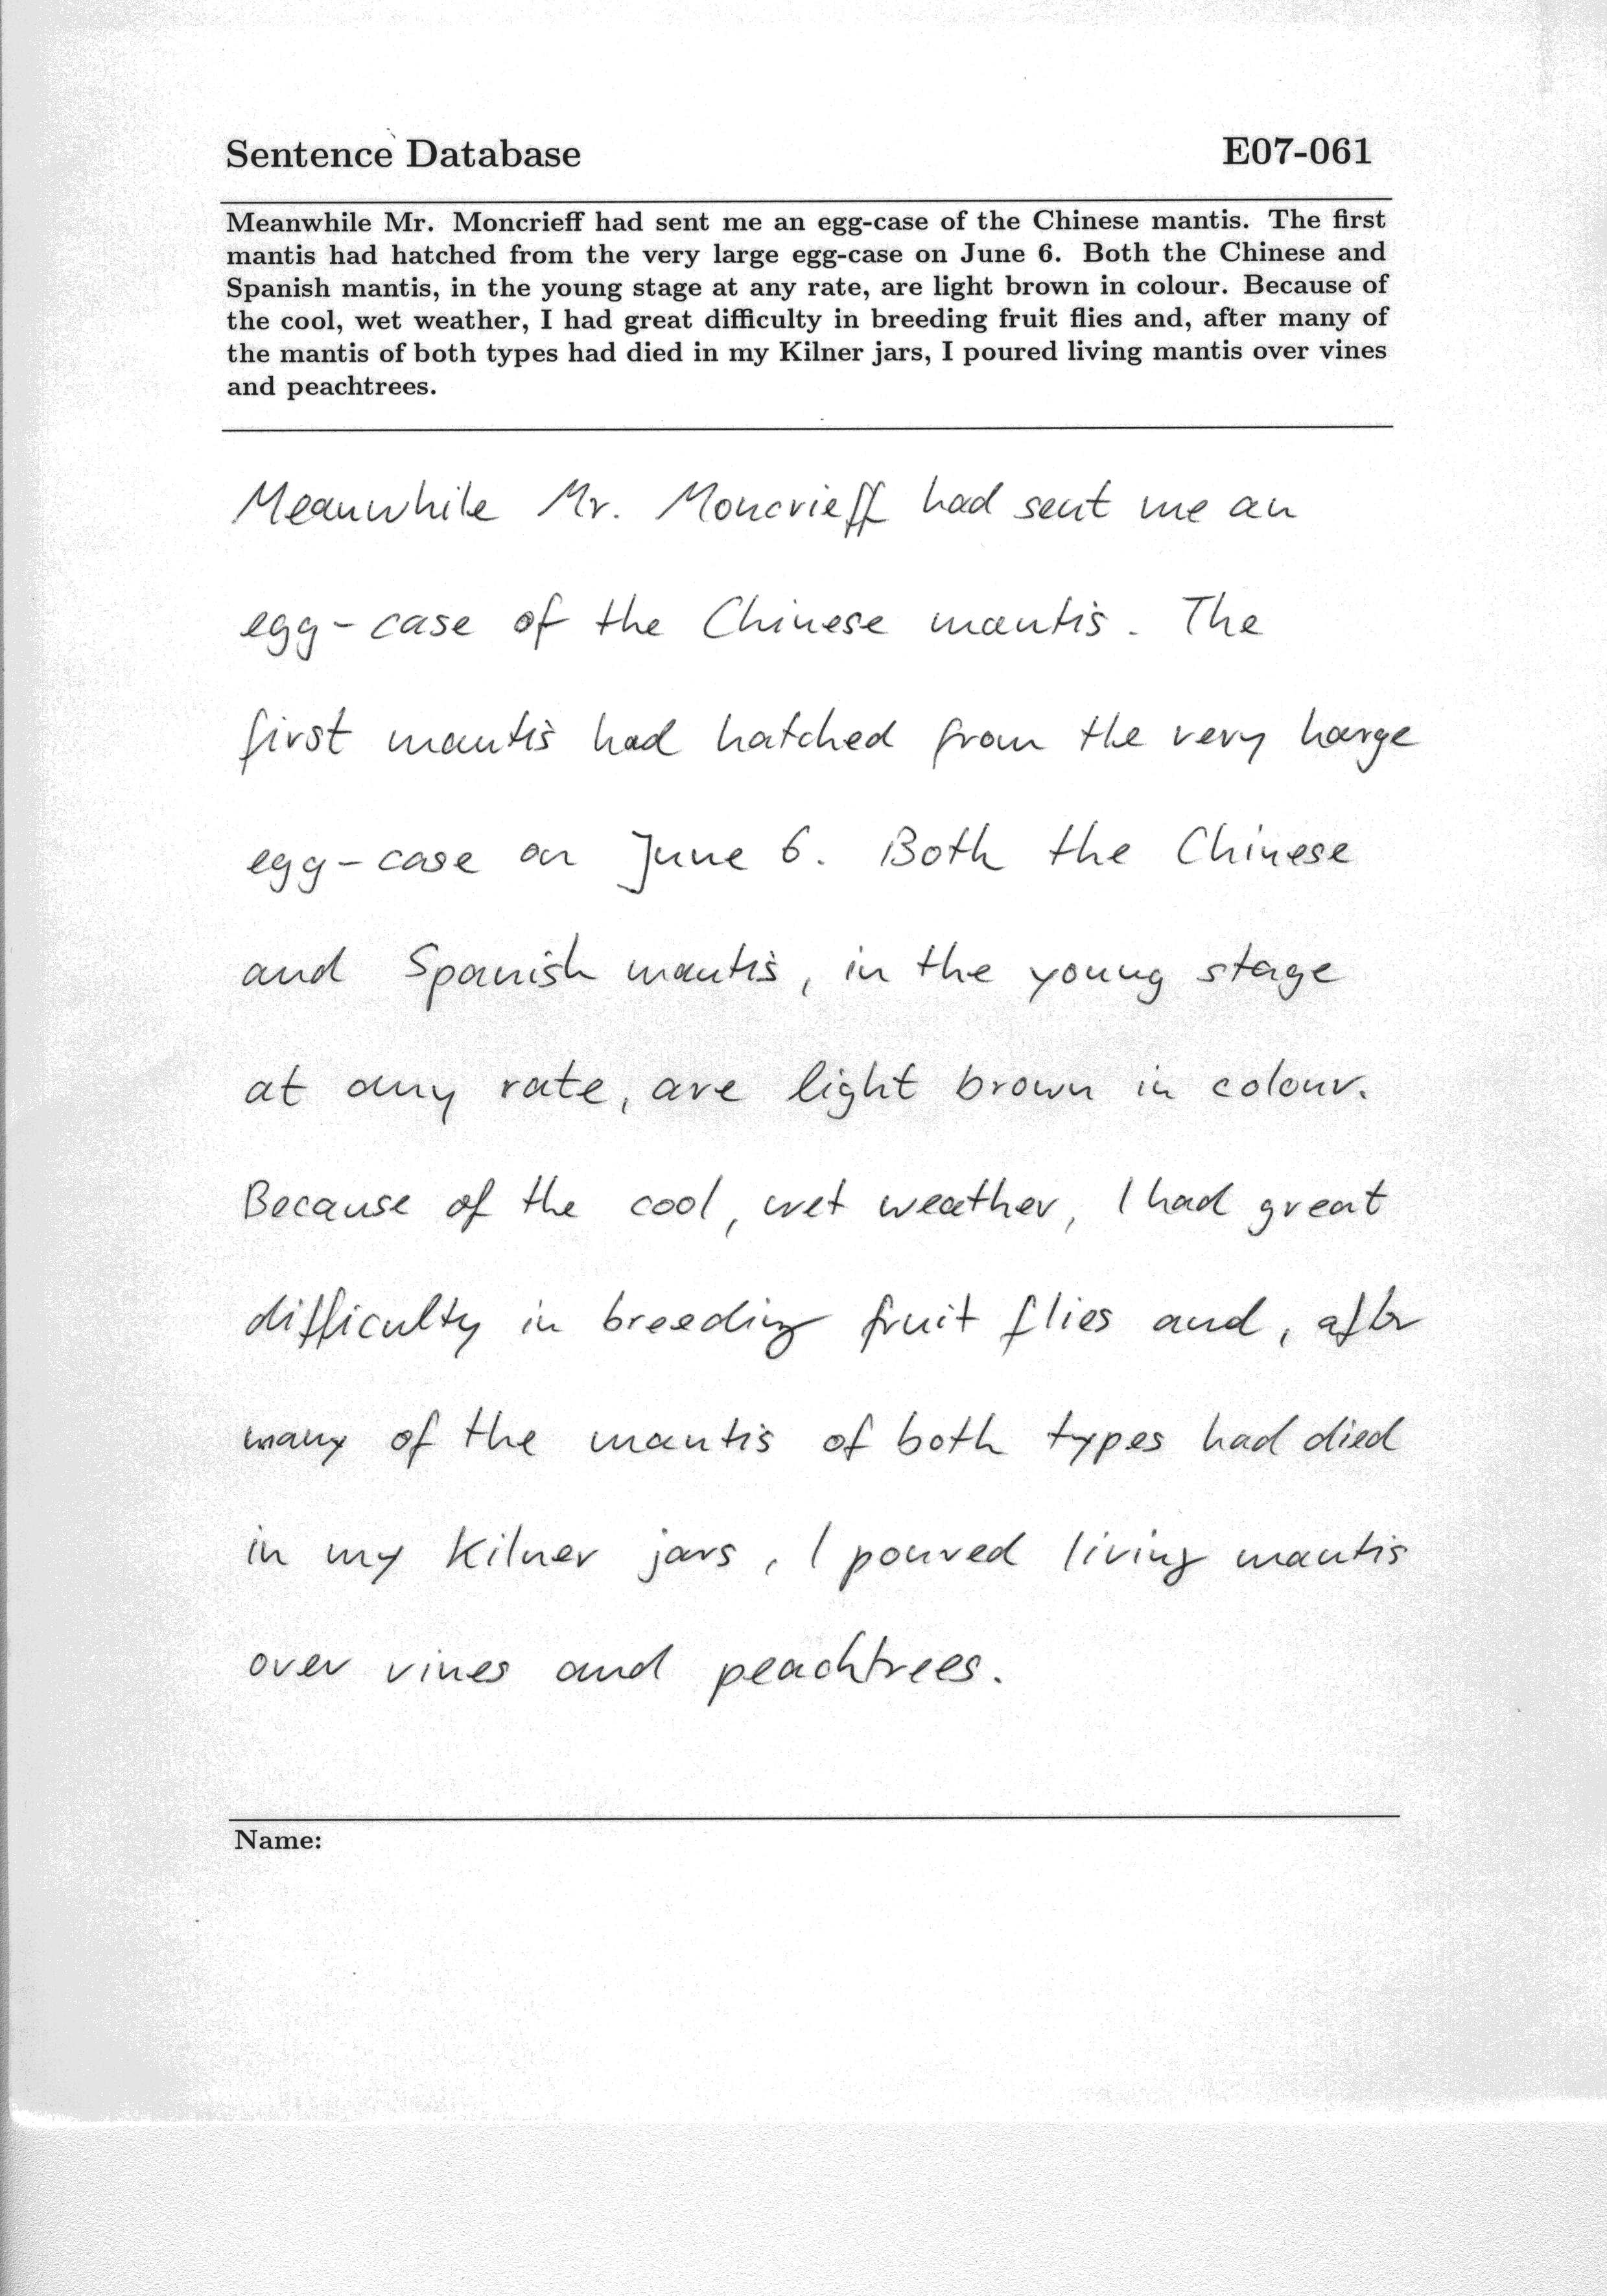 Sentence Database E07-061
Meanwhile Mr. Moncrieff had sent me an egg-case of the Chinese mantis. The first
mantis had hatched from the very large egg-case on June 6. Both the Chinese and
Spanish mantis, in the young stage at any rate, are light brown in colour. Because of
the cool, wet weather, I had great difficulty in breeding fruit flies and, after many of
the mantis of both types had died in my Kilner jars, I poured living mantis over vines
and peachtrees.
Meanwhile Mr. Moncrieff had sent me an
egg-case of the Chinese mantis. The
first mantis had hatched from the very large
egg-case on June 6. Both the Chinese
and Spanish mantis, in the young stage
at any rate, are light brown in colour.
Because of the cool, wet weather, I had great
difficulty in breeding fruit flies and, after
many of the mantis of both types had died
in my Kilner jars, I poured living mantis
over vines and peachtrees.
Name: